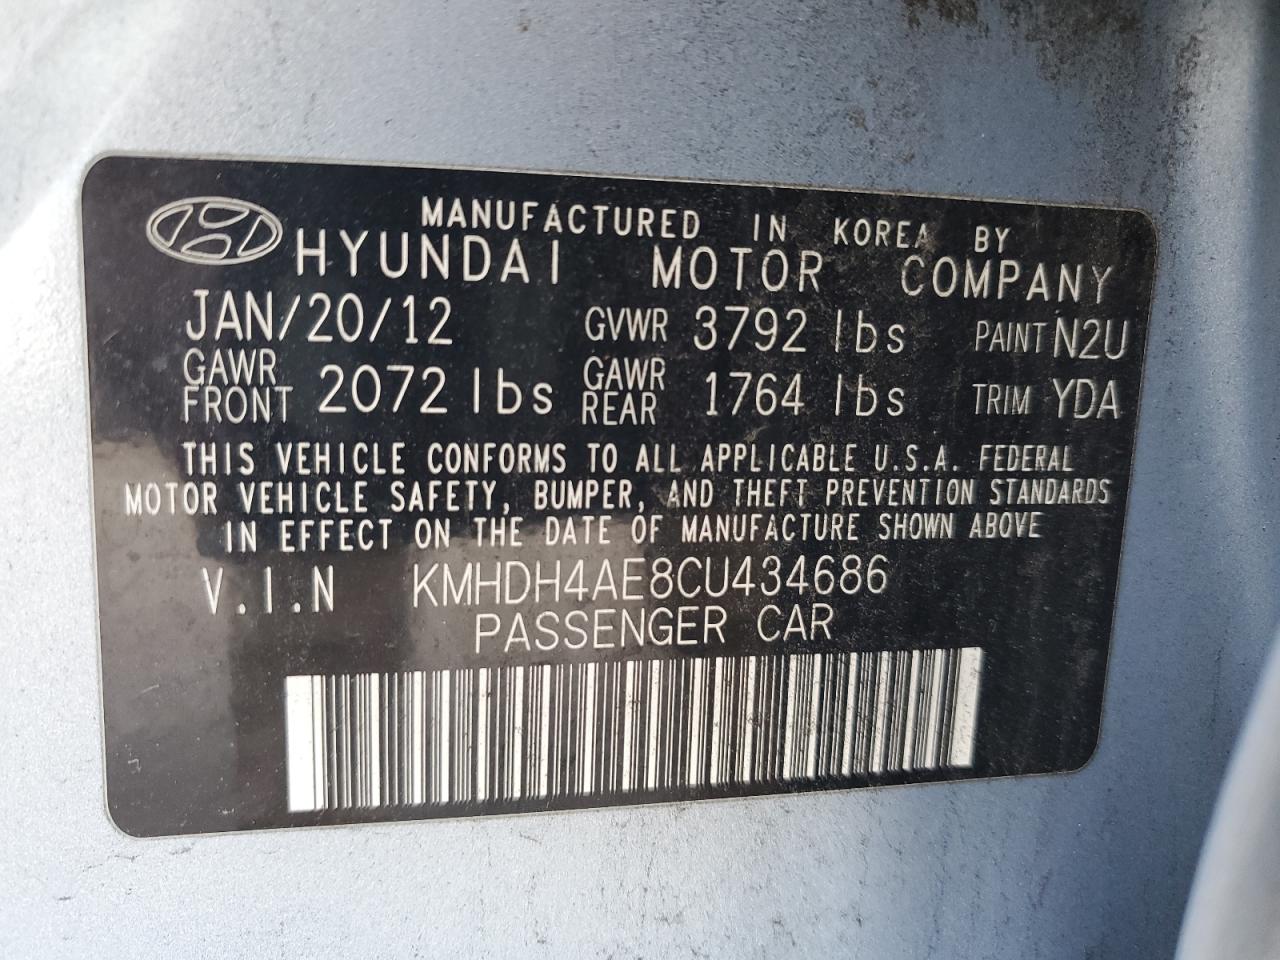 MANUFACTURED IN KOREA BY
HYUNDAI MOTOR COMPANY
JAN/20/12 GVWR 3792 lbs PAINT N2U
GAWR FRONT 2072 lbs GAWR REAR 1764 lbs TRIM YDA
THIS VEHICLE CONFORMS TO ALL APPLICABLE U.S.A. FEDERAL
MOTOR VEHICLE SAFETY, BUMPER, AND THEFT PREVENTION STANDARDS
IN EFFECT ON THE DATE OF MANUFACTURE SHOWN ABOVE
V.I.N KMHDH4AE8CU434686
PASSENGER CAR